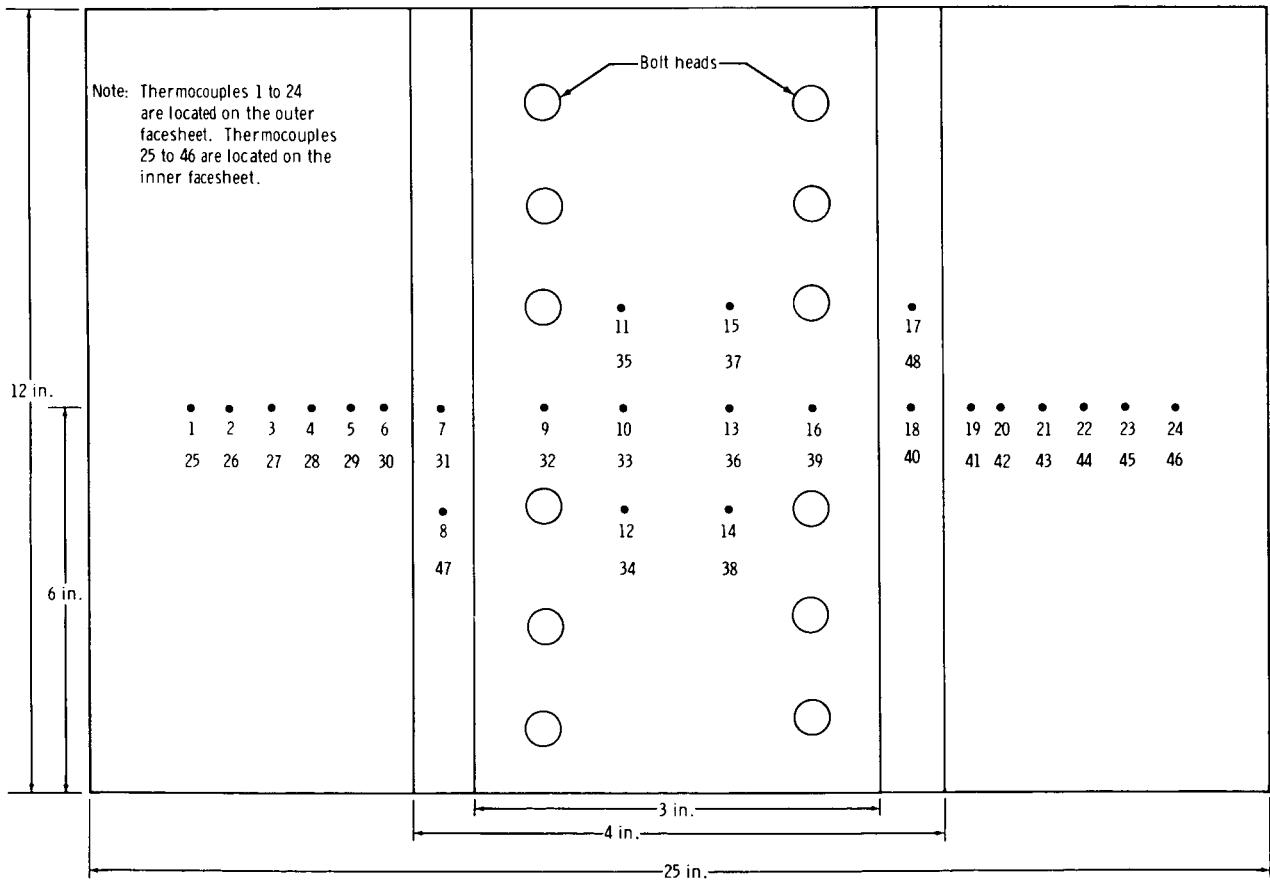 Bolt heads
Note: Thermocouples 1 to 24
are located on the outer
facesheet. Thermocouples
25 to 46 are located on the
inner facesheet.
11 15 17
35 37 48
12 in.
1 2 3 4 5 6 7 9 10 13 16 18 19 20 21 22 23 24
25 26 27 28 29 30 31 32 33 36 39 40 41 42 43 44 45 46
8 12 14
47 34 38
6 in.
3 in.
4 in.
25 in.